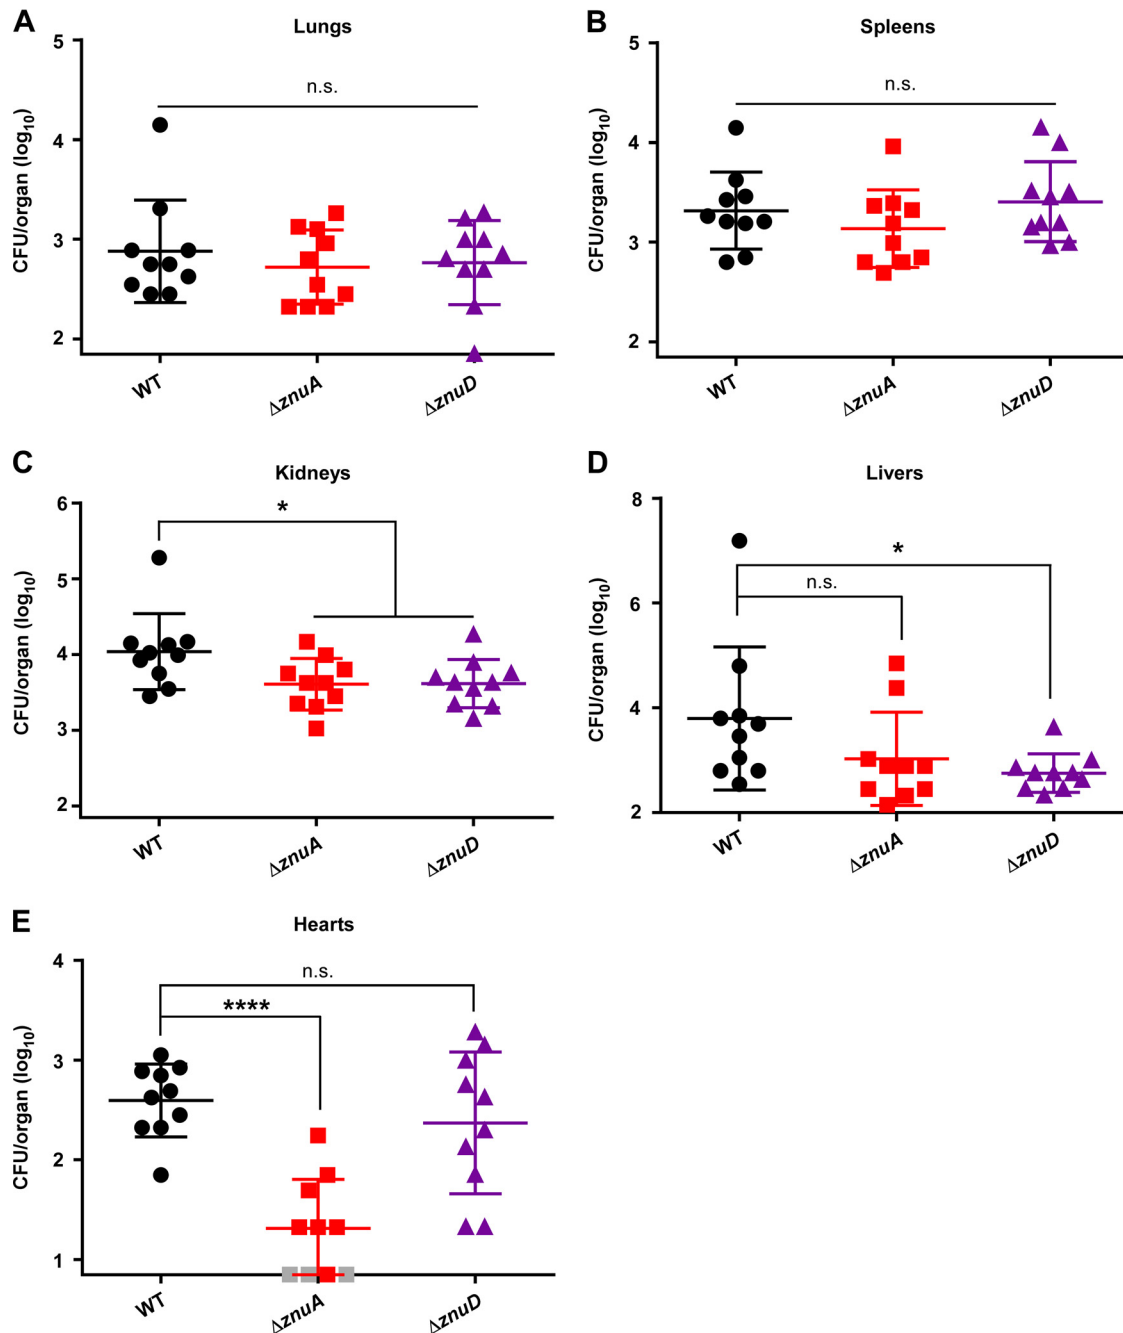 A
Lungs
CFU/organ (log10)
5
4
3
2
n.s.
WT
ΔznuA
ΔznuD
B
Spleens
CFU/organ (log10)
5
4
3
2
n.s.
WT
ΔznuA
ΔznuD
C
Kidneys
CFU/organ (log10)
6
5
4
3
2
*
WT
ΔznuA
ΔznuD
D
Livers
CFU/organ (log10)
8
6
4
2
*
n.s.
WT
ΔznuA
ΔznuD
E
Hearts
CFU/organ (log10)
4
3
2
1
n.s.
****
WT
ΔznuA
ΔznuD